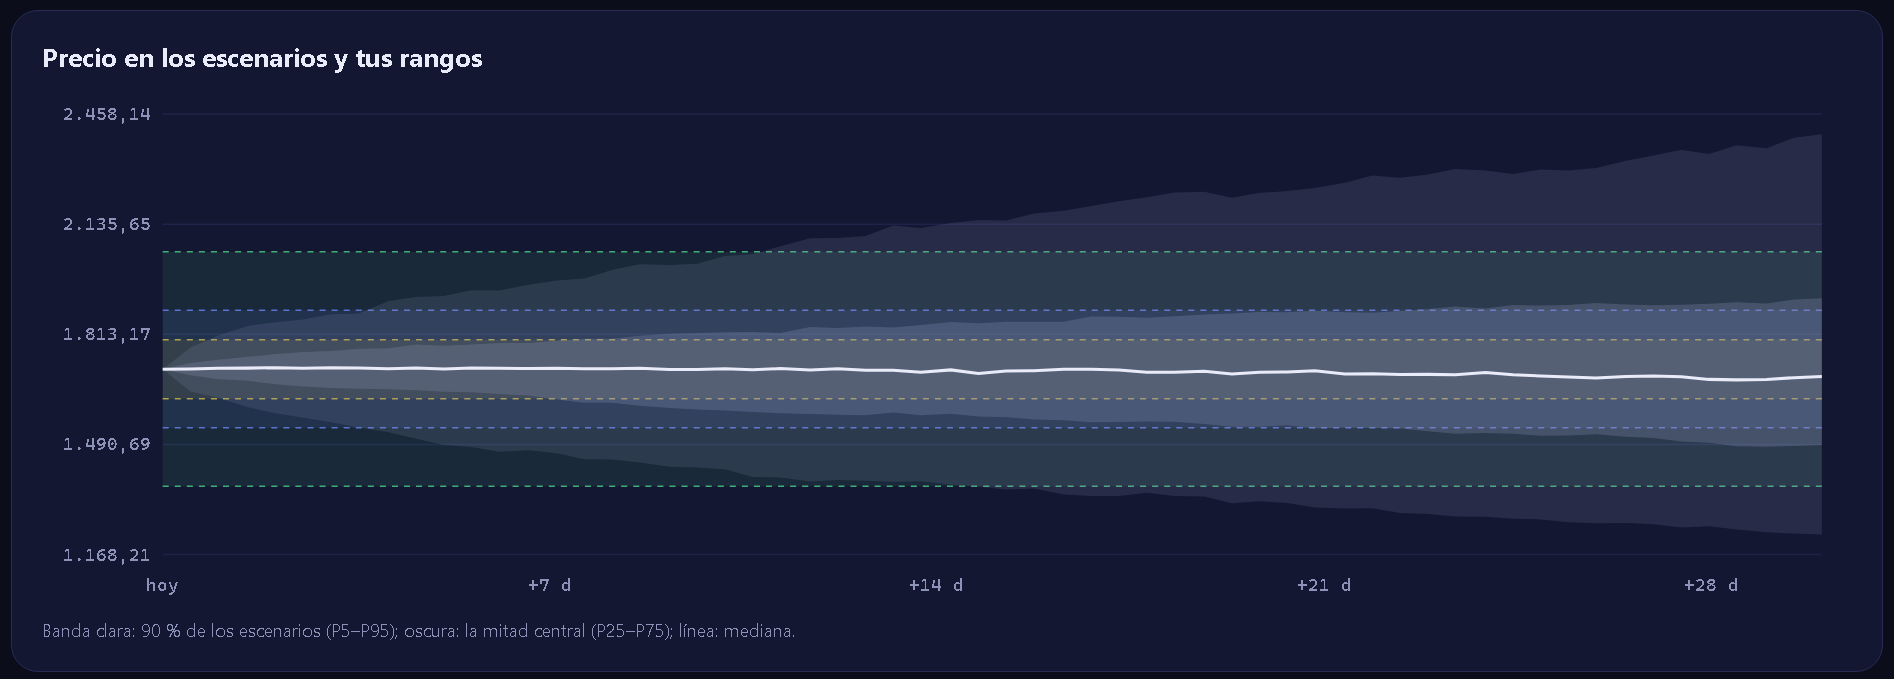 Precio en los escenarios y tus rangos
2.458,14
2.135,65
1.813,17
1.490,69
1.168,21
hoy +7 d +14 d +21 d +28 d
Banda clara: 90 % de los escenarios (P5–P95); oscura: la mitad central (P25–P75); línea: mediana.